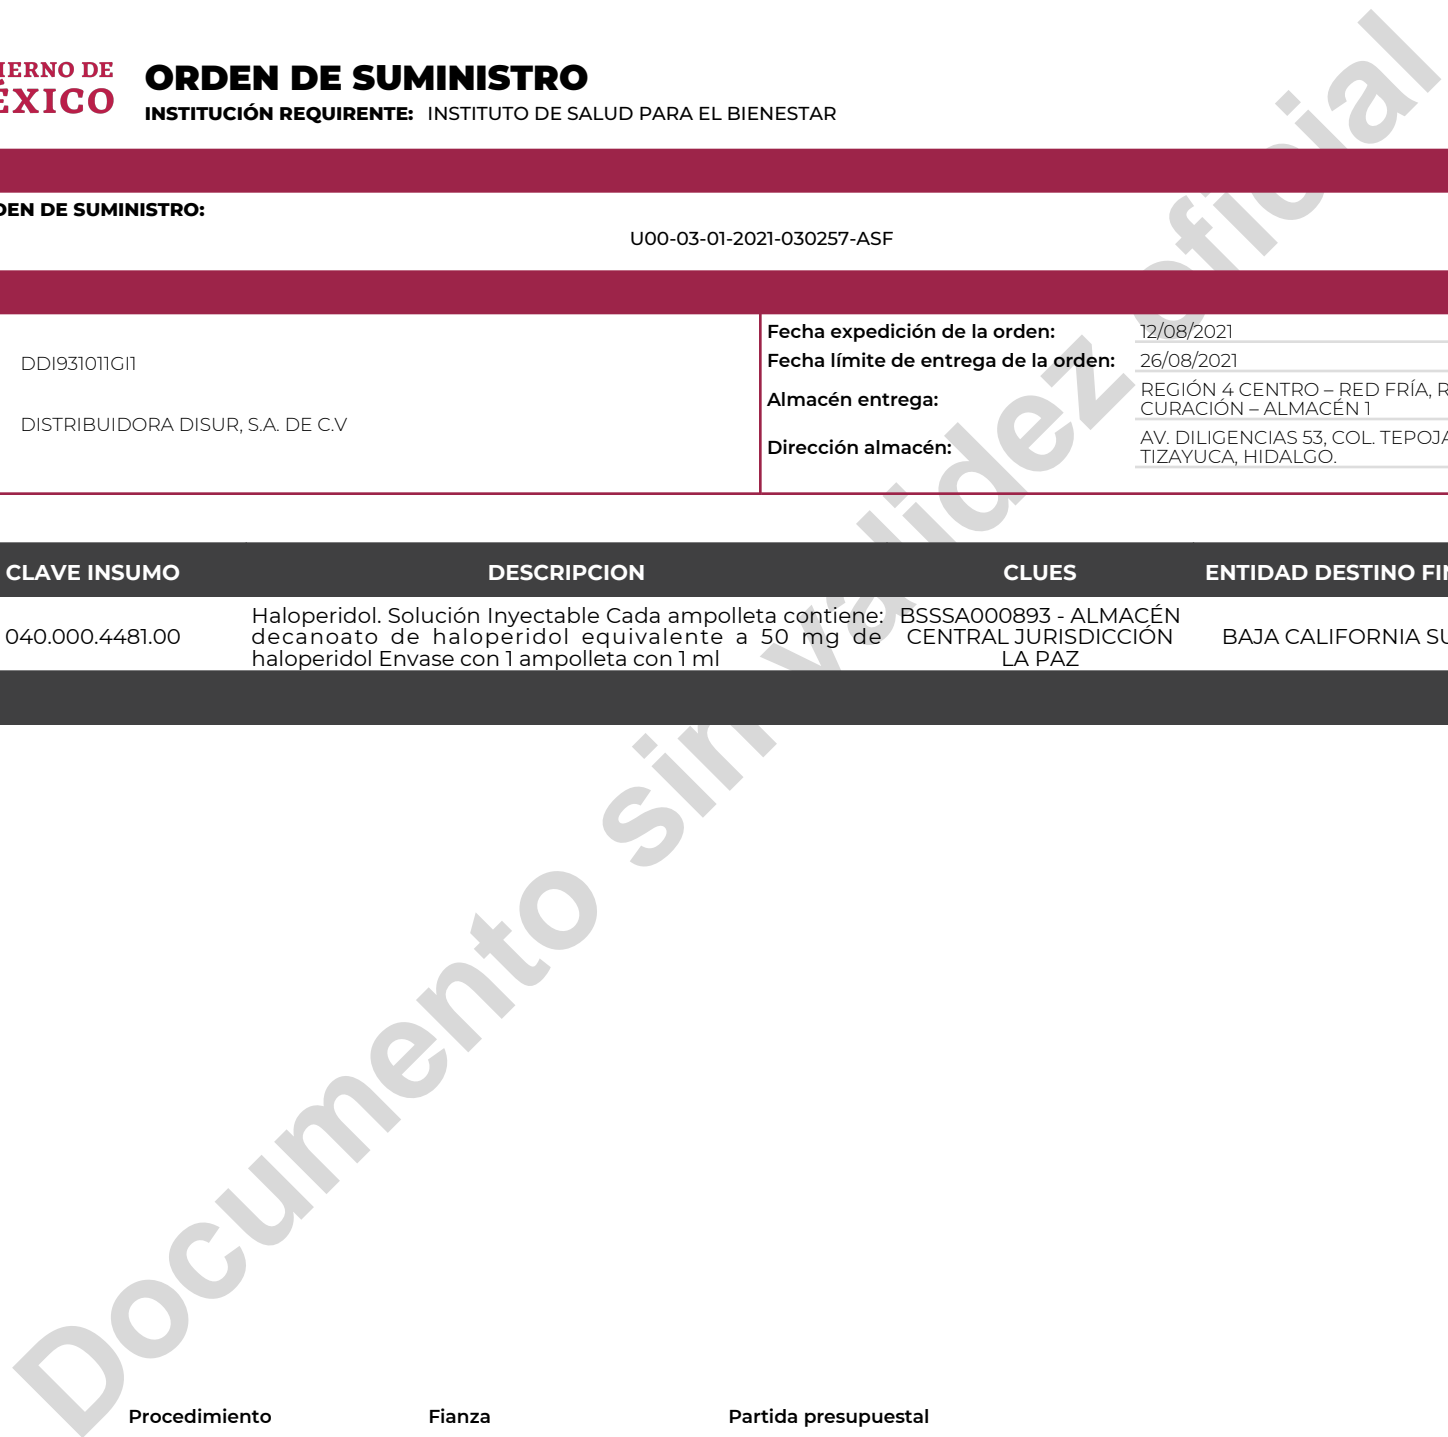 IERNO DE
ÉXICO
ORDEN DE SUMINISTRO
INSTITUCIÓN REQUIRENTE: INSTITUTO DE SALUD PARA EL BIENESTAR
DEN DE SUMINISTRO:
U00-03-01-2021-030257-ASF
DDI931011GI1
DISTRIBUIDORA DISUR, S.A. DE C.V
Fecha expedición de la orden: 12/08/2021
Fecha límite de entrega de la orden: 26/08/2021
Almacén entrega: REGIÓN 4 CENTRO – RED FRÍA, R
CURACIÓN – ALMACÉN 1
Dirección almacén: AV. DILIGENCIAS 53, COL. TEPOJA
TIZAYUCA, HIDALGO.
CLAVE INSUMO DESCRIPCION CLUES ENTIDAD DESTINO FIN
040.000.4481.00
Haloperidol. Solución Inyectable Cada ampolleta contiene:
decanoato de haloperidol equivalente a 50 mg de
haloperidol Envase con 1 ampolleta con 1 ml
BSSSA000893 - ALMACÉN
CENTRAL JURISDICCIÓN
LA PAZ
BAJA CALIFORNIA SU
Documento sin validez oficial
Procedimiento Fianza Partida presupuestal